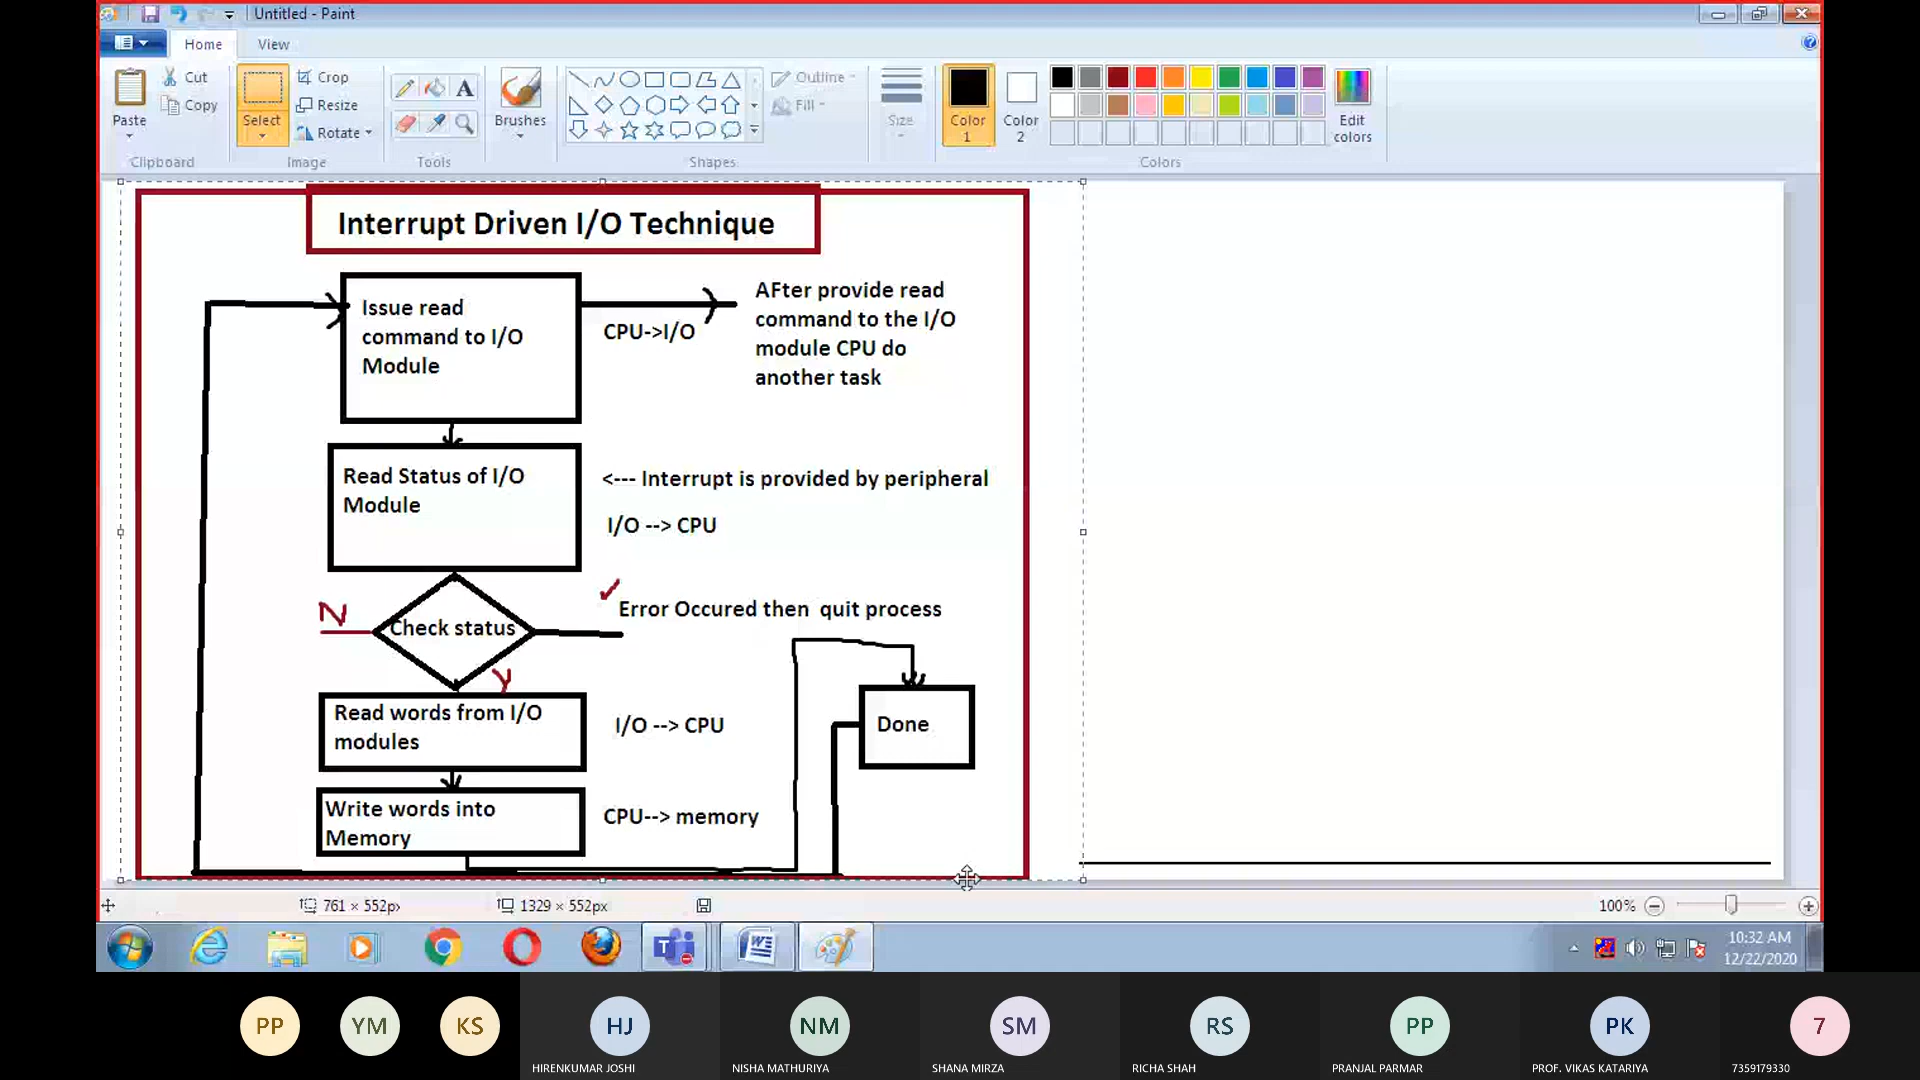 Untitled - Paint
Home
View
Paste
Cut
Copy
Clipboard
Select
Crop
Resize
Rotate
Image
A
Tools
Brushes
Outline
Fill
Shapes
Size
Color
1
Color
2
Edit
colors
Colors
Interrupt Driven I/O Technique
Issue read
command to I/O
Module
CPU->I/O
AFter provide read
command to the I/O
module CPU do
another task
Read Status of I/O
Module
<--- Interrupt is provided by peripheral
I/O --> CPU
N
Check status
Error Occured then quit process
Y
Read words from I/O
modules
I/O --> CPU
Done
Write words into
Memory
CPU--> memory
761 × 552px
1329 × 552px
100%
10:32 AM
12/22/2020
PP
YM
KS
HJ
HIRENKUMAR JOSHI
NM
NISHA MATHURIYA
SM
SHANA MIRZA
RS
RICHA SHAH
PP
PRANJAL PARMAR
PK
PROF. VIKAS KATARIYA
7
7359179330